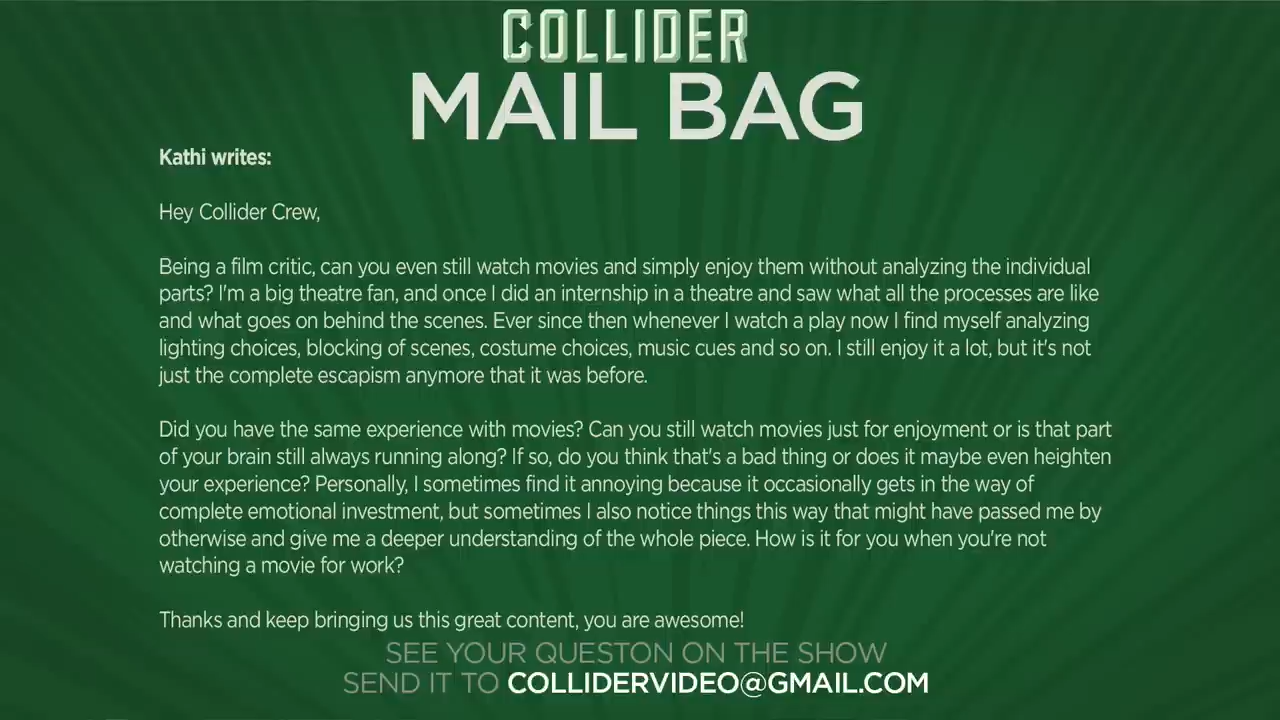 COLLIDER
MAIL BAG
Kathi writes:
Hey Collider Crew,
Being a film critic, can you even still watch movies and simply enjoy them without analyzing the individual
parts? I'm a big theatre fan, and once I did an internship in a theatre and saw what all the processes are like
and what goes on behind the scenes. Ever since then whenever I watch a play now I find myself analyzing
lighting choices, blocking of scenes, costume choices, music cues and so on. I still enjoy it a lot, but it's not
just the complete escapism anymore that it was before.
Did you have the same experience with movies? Can you still watch movies just for enjoyment or is that part
of your brain still always running along? If so, do you think that's a bad thing or does it maybe even heighten
your experience? Personally, I sometimes find it annoying because it occasionally gets in the way of
complete emotional investment, but sometimes I also notice things this way that might have passed me by
otherwise and give me a deeper understanding of the whole piece. How is it for you when you're not
watching a movie for work?
Thanks and keep bringing us this great content, you are awesome!
SEE YOUR QUESTON ON THE SHOW
SEND IT TO COLLIDERVIDEO@GMAIL.COM